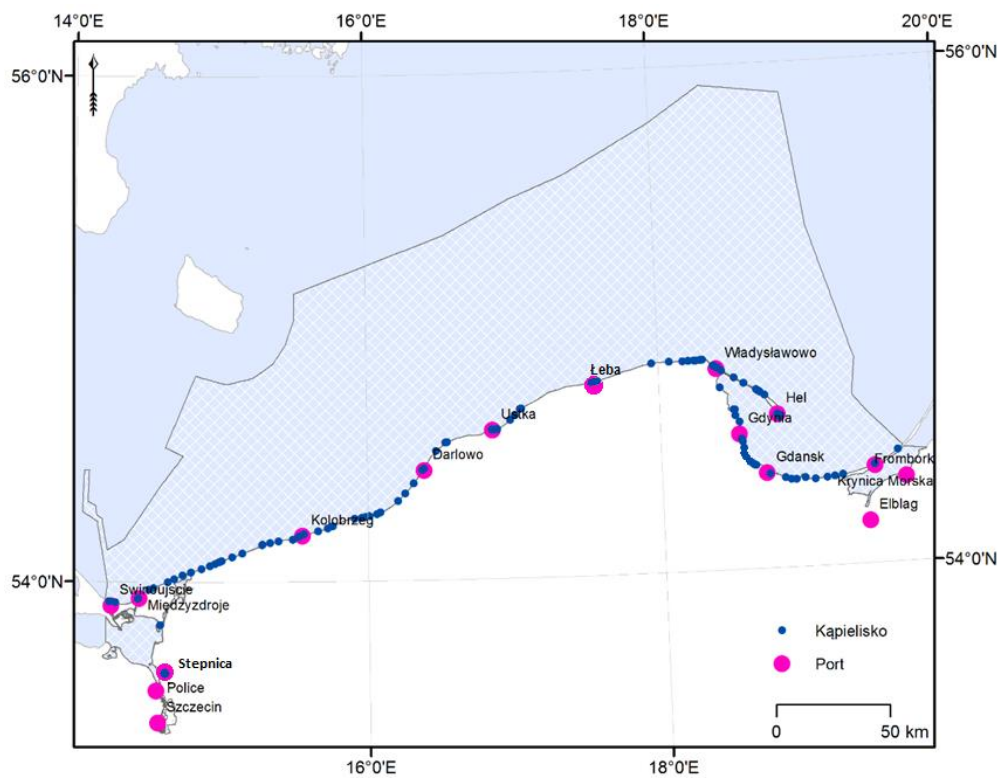 14°0'E 16°0'E 18°0'E 20°0'E
56°0'N 56°0'N
Władysławowo
Łeba
Hel
Ustka
Gdynia
Darlowo
Gdansk
Frombork
Krynica Morska
Elblag
Kolobrzeg
54°0'N 54°0'N
Swinoujscie
Międzyzdroje
Kąpielisko
Stepnica
Port
Police
Szczecin
0 50 km
16°0'E 18°0'E